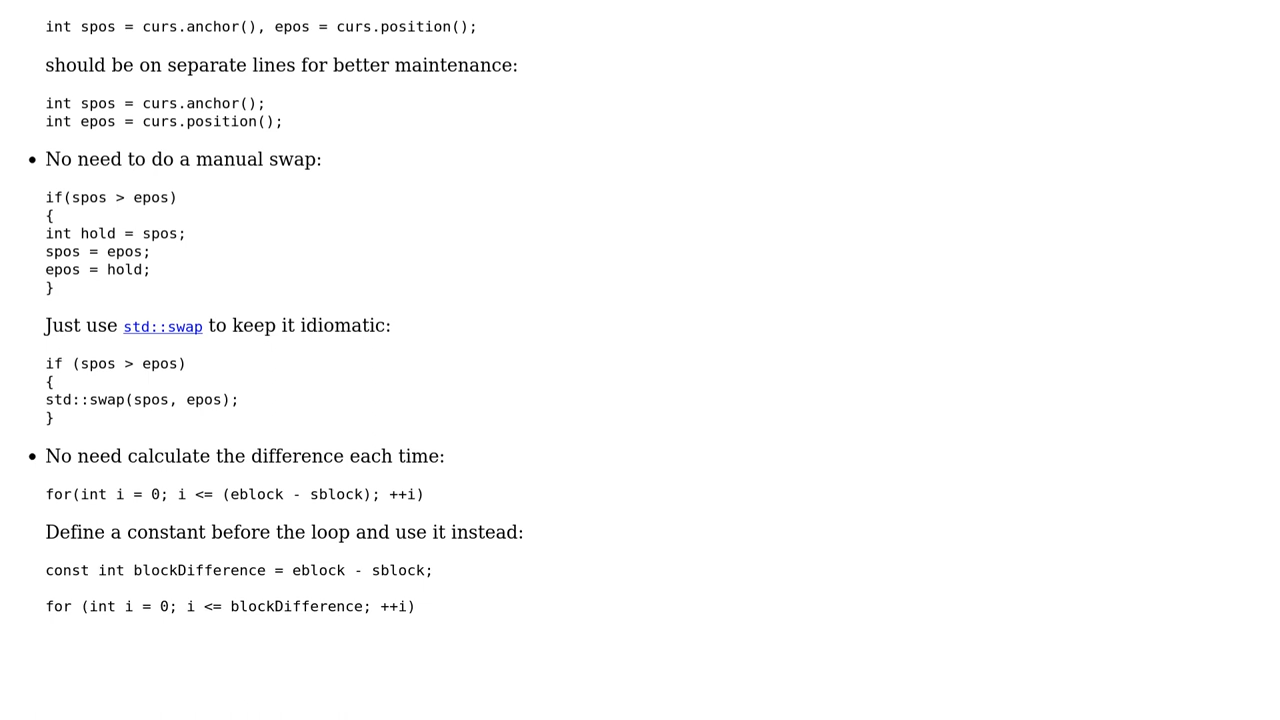 int spos = curs.anchor(), epos = curs.position();
should be on separate lines for better maintenance:
int spos = curs.anchor();
int epos = curs.position();
• No need to do a manual swap:
if(spos > epos)
{
int hold = spos;
spos = epos;
epos = hold;
}
Just use std::swap to keep it idiomatic:
if (spos > epos)
{
std::swap(spos, epos);
}
• No need calculate the difference each time:
for(int i = 0; i <= (eblock - sblock); ++i)
Define a constant before the loop and use it instead:
const int blockDifference = eblock - sblock;
for (int i = 0; i <= blockDifference; ++i)